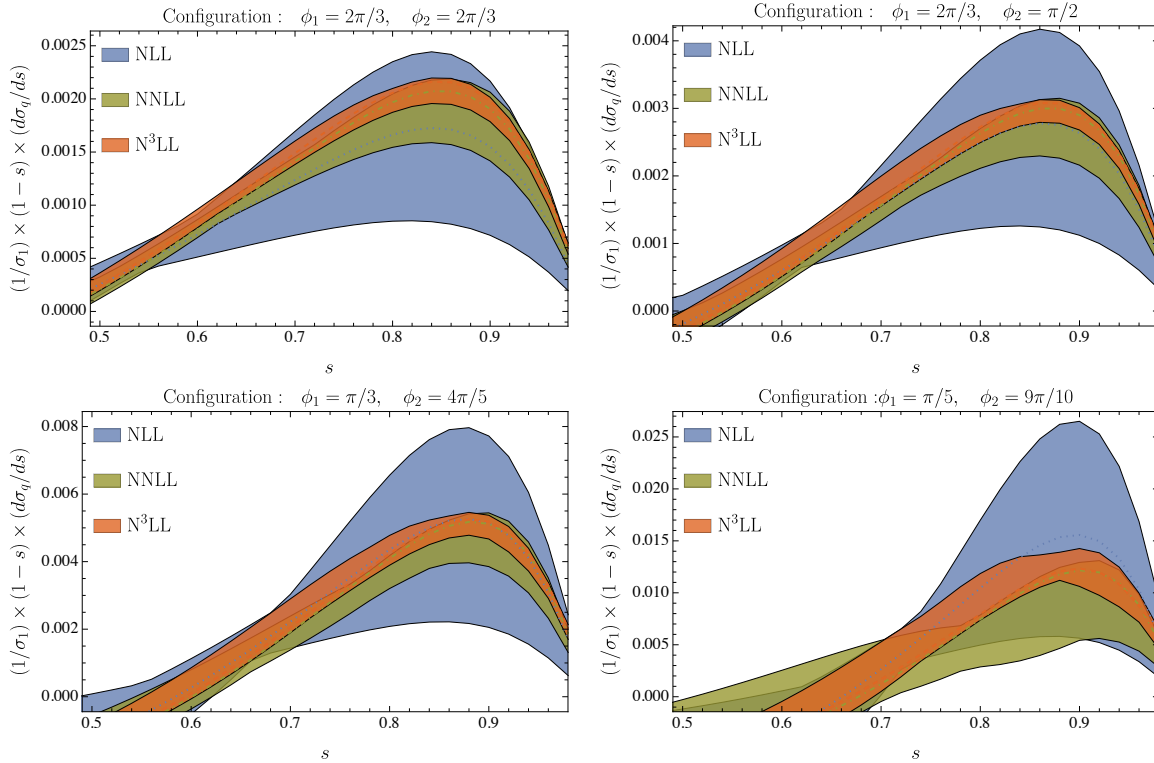 Configuration : ϕ₁ = 2π/3, ϕ₂ = 2π/3
(1/σ₁) × (1 − s) × (dσ_q/ds)
0.0025
0.0020
0.0015
0.0010
0.0005
0.0000
NLL
NNLL
N³LL
0.5 0.6 0.7 0.8 0.9
s
Configuration : ϕ₁ = 2π/3, ϕ₂ = π/2
(1/σ₁) × (1 − s) × (dσ_q/ds)
0.004
0.003
0.002
0.001
0.000
NLL
NNLL
N³LL
0.5 0.6 0.7 0.8 0.9
s
Configuration : ϕ₁ = π/3, ϕ₂ = 4π/5
(1/σ₁) × (1 − s) × (dσ_q/ds)
0.008
0.006
0.004
0.002
0.000
NLL
NNLL
N³LL
0.5 0.6 0.7 0.8 0.9
s
Configuration :ϕ₁ = π/5, ϕ₂ = 9π/10
(1/σ₁) × (1 − s) × (dσ_q/ds)
0.025
0.020
0.015
0.010
0.005
0.000
NLL
NNLL
N³LL
0.5 0.6 0.7 0.8 0.9
s